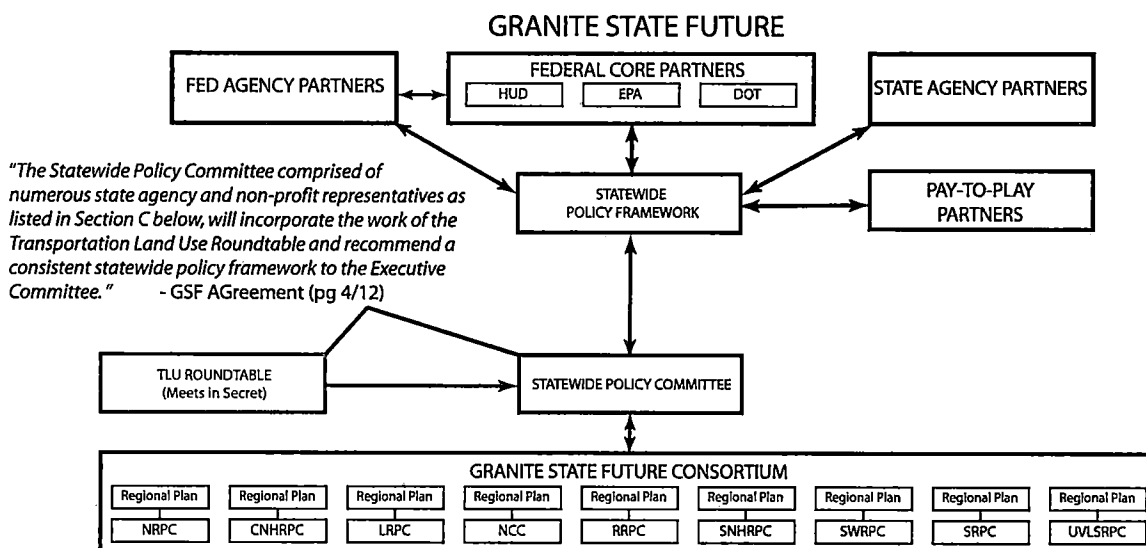 GRANITE STATE FUTURE
FED AGENCY PARTNERS
FEDERAL CORE PARTNERS
HUD
EPA
DOT
STATE AGENCY PARTNERS
"The Statewide Policy Committee comprised of
numerous state agency and non-profit representatives as
listed in Section C below, will incorporate the work of the
Transportation Land Use Roundtable and recommend a
consistent statewide policy framework to the Executive
Committee."
- GSF AGreement (pg 4/12)
STATEWIDE
POLICY FRAMEWORK
PAY-TO-PLAY
PARTNERS
TLU ROUNDTABLE
(Meets in Secret)
STATEWIDE POLICY COMMITTEE
GRANITE STATE FUTURE CONSORTIUM
Regional Plan
Regional Plan
Regional Plan
Regional Plan
Regional Plan
Regional Plan
Regional Plan
Regional Plan
Regional Plan
NRPC
CNHRPC
LRPC
NCC
RRPC
SNHRPC
SWRPC
SRPC
UVLSRPC